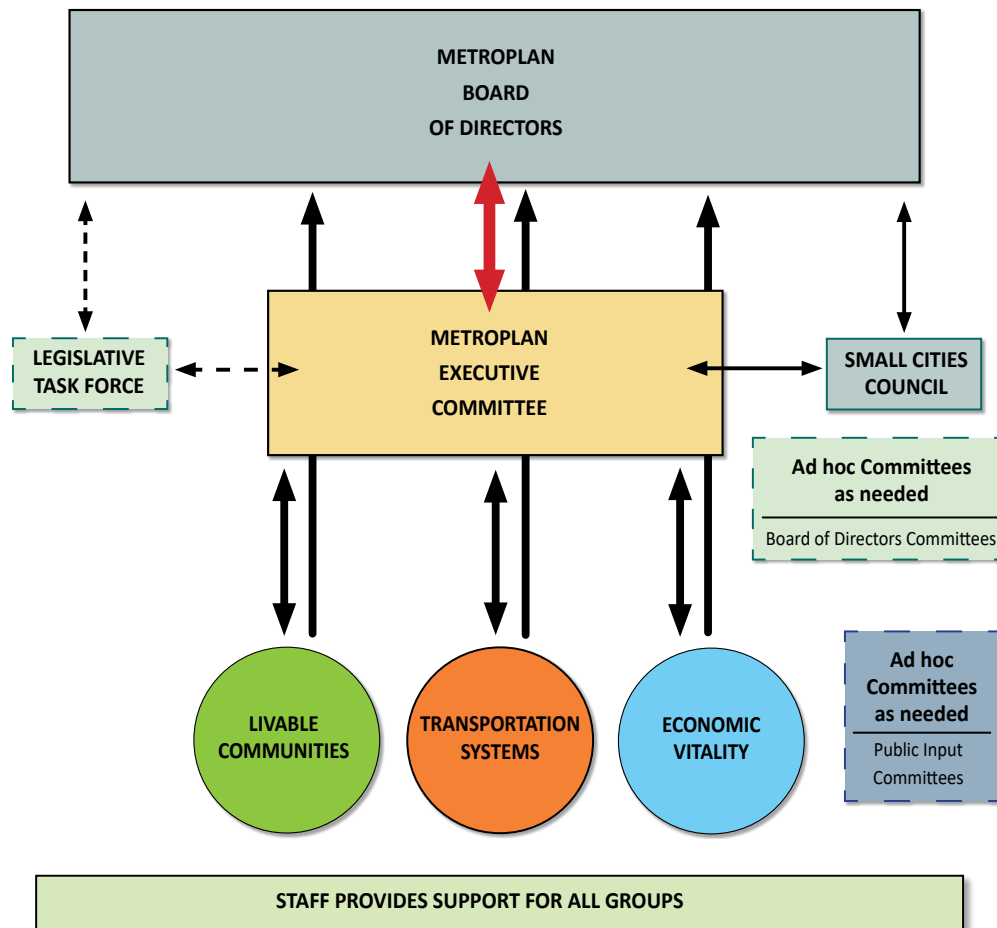 METROPLAN
BOARD
OF DIRECTORS
LEGISLATIVE
TASK FORCE
METROPLAN
EXECUTIVE
COMMITTEE
SMALL CITIES
COUNCIL
Ad hoc Committees
as needed
Board of Directors Committees
LIVABLE
COMMUNITIES
TRANSPORTATION
SYSTEMS
ECONOMIC
VITALITY
Ad hoc
Committees
as needed
Public Input
Committees
STAFF PROVIDES SUPPORT FOR ALL GROUPS